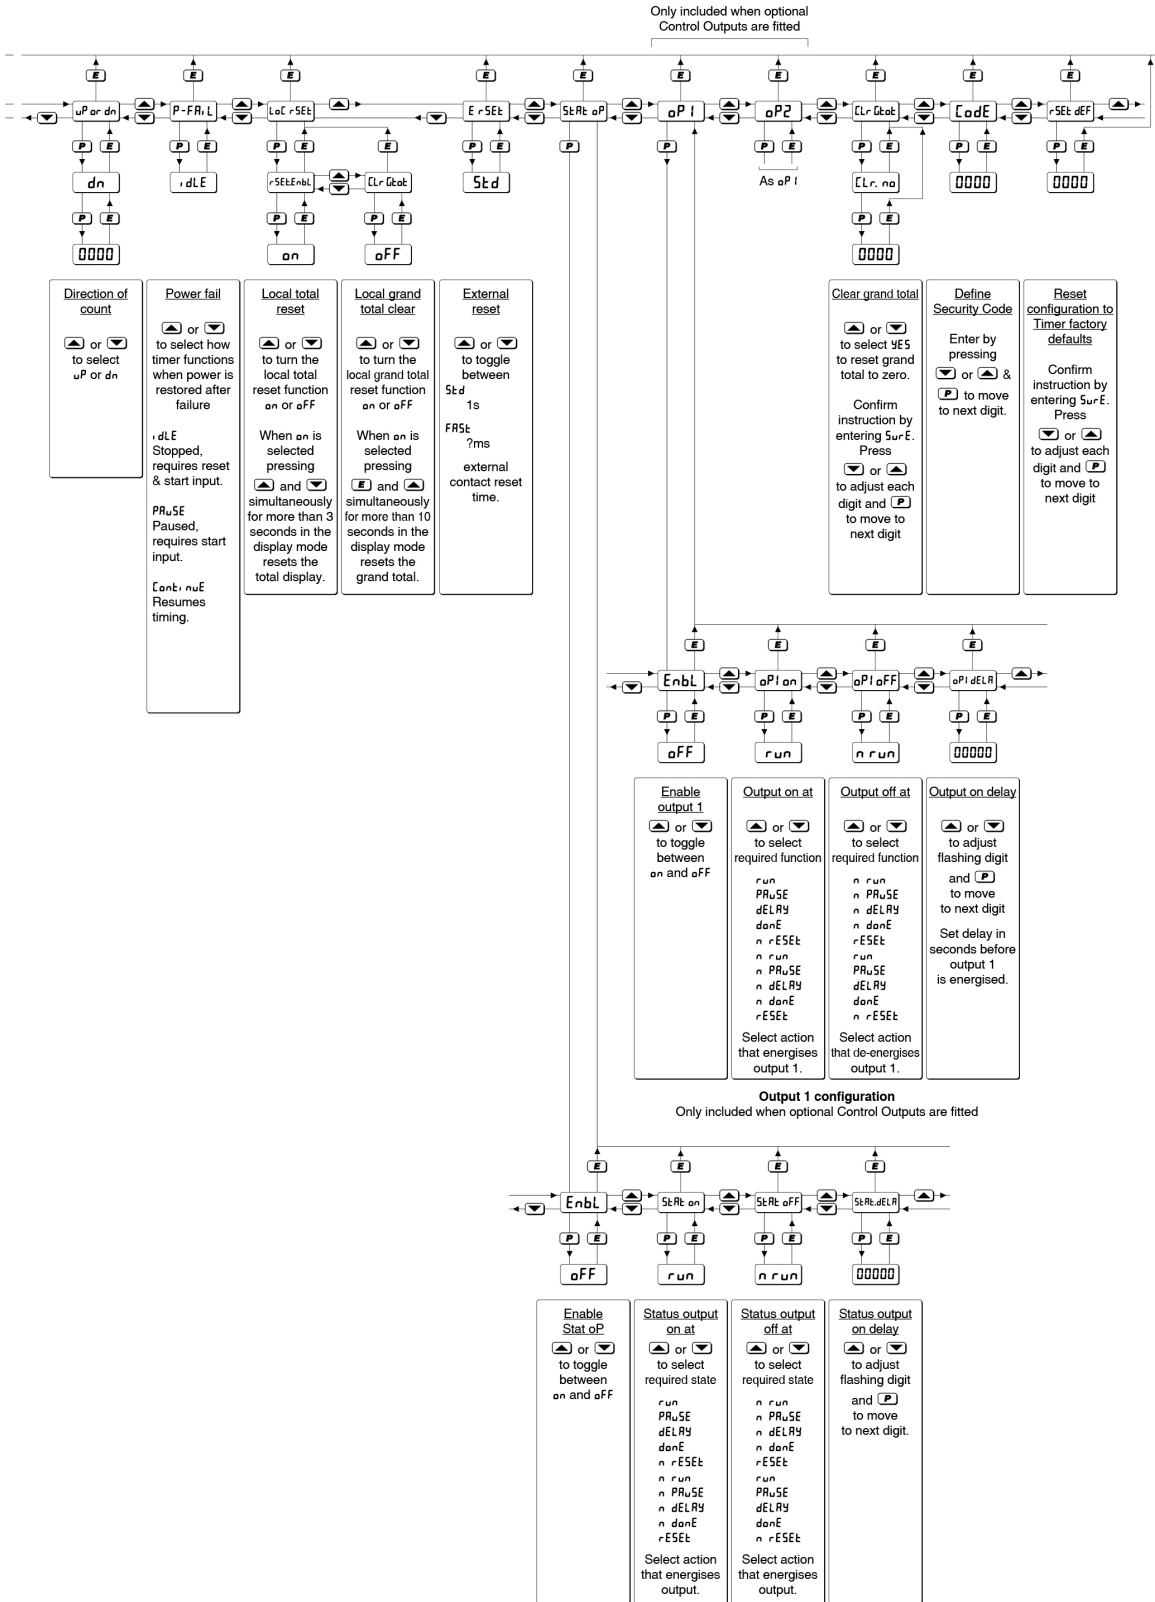 Only included when optional
Control Outputs are fitted
E E E E E E E E E E
uP or dn P-FAiL LoC rSEt E rSEt StAt oP oP1 oP2 CLr Gtot CodE rSEt dEF
P E P E P E E P E P P P E P E P E P E
dn idLE rSEt.EnbL CLr Gtot Std As oP1 CLr. no 0000 0000
P E P E P E P E
0000 on oFF 0000
Direction of
count
or
to select
uP or dn
Power fail
or
to select how
timer functions
when power is
restored after
failure
idLE
Stopped,
requires reset
& start input.
PAuSE
Paused,
requires start
input.
ContinuE
Resumes
timing.
Local total
reset
or
to turn the
local total
reset function
on or oFF
When on is
selected
pressing
and
simultaneously
for more than 3
seconds in the
display mode
resets the
total display.
Local grand
total clear
or
to turn the
local grand total
reset function
on or oFF
When on is
selected
pressing
E and
simultaneously
for more than 10
seconds in the
display mode
resets the
grand total.
External
reset
or
to toggle
between
Std
1s
FASt
?ms
external
contact reset
time.
Clear grand total
or
to select YES
to reset grand
total to zero.
Confirm
instruction by
entering SurE.
Press
or
to adjust each
digit and P
to move to
next digit
Define
Security Code
Enter by
pressing
or &
P to move
to next digit.
Reset
configuration to
Timer factory
defaults
Confirm
instruction by
entering SurE.
Press
or
to adjust each
digit and P
to move to
next digit
E E E E
EnbL oP1 on oP1 oFF oP1 dELA
P E P E P E P E
oFF run n run 00000
Enable
output 1
or
to toggle
between
on and oFF
Output on at
or
to select
required function
run
PAuSE
dELAY
donE
n rESEt
n run
n PAuSE
n dELAY
n donE
rESEt
Select action
that energises
output 1.
Output off at
or
to select
required function
n run
n PAuSE
n dELAY
n donE
rESEt
run
PAuSE
dELAY
donE
n rESEt
Select action
that de-energises
output 1.
Output on delay
or
to adjust
flashing digit
and P
to move
to next digit
Set delay in
seconds before
output 1
is energised.
Output 1 configuration
Only included when optional Control Outputs are fitted
E E E E
EnbL StAt on StAt oFF StAt.dELA
P E P E P E P E
oFF run n run 00000
Enable
Stat oP
or
to toggle
between
on and oFF
Status output
on at
or
to select
required state
run
PAuSE
dELAY
donE
n rESEt
n run
n PAuSE
n dELAY
n donE
rESEt
Select action
that energises
output.
Status output
off at
or
to select
required state
n run
n PAuSE
n dELAY
n donE
rESEt
run
PAuSE
dELAY
donE
n rESEt
Select action
that energises
output.
Status output
on delay
or
to adjust
flashing digit
and P
to move
to next digit.